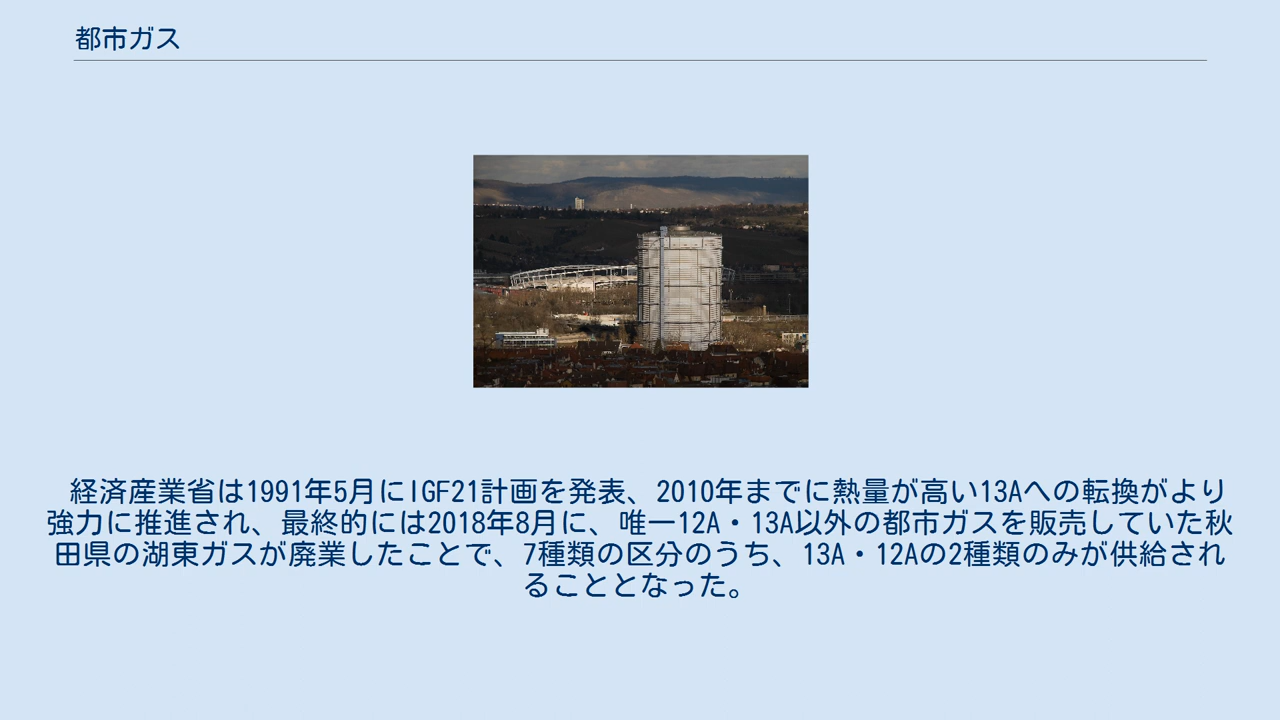 都市ガス
経済産業省は1991年5月にIGF21計画を発表、2010年までに熱量が高い13Aへの転換がより
強力に推進され、最終的には2018年8月に、唯一12A・13A以外の都市ガスを販売していた秋
田県の湖東ガスが廃業したことで、7種類の区分のうち、13A・12Aの2種類のみが供給され
ることとなった。